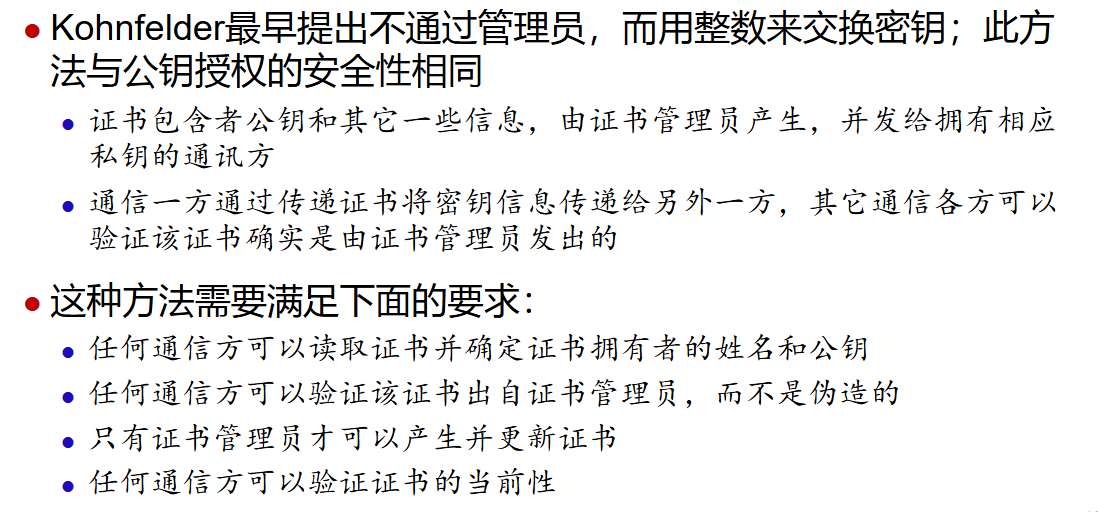 Kohnfelder最早提出不通过管理员，而用整数来交换密钥；此方
法与公钥授权的安全性相同
证书包含者公钥和其它一些信息，由证书管理员产生，并发给拥有相应
私钥的通讯方
通信一方通过传递证书将密钥信息传递给另外一方，其它通信各方可以
验证该证书确实是由证书管理员发出的
这种方法需要满足下面的要求：
任何通信方可以读取证书并确定证书拥有者的姓名和公钥
任何通信方可以验证该证书出自证书管理员，而不是伪造的
只有证书管理员才可以产生并更新证书
任何通信方可以验证证书的当前性